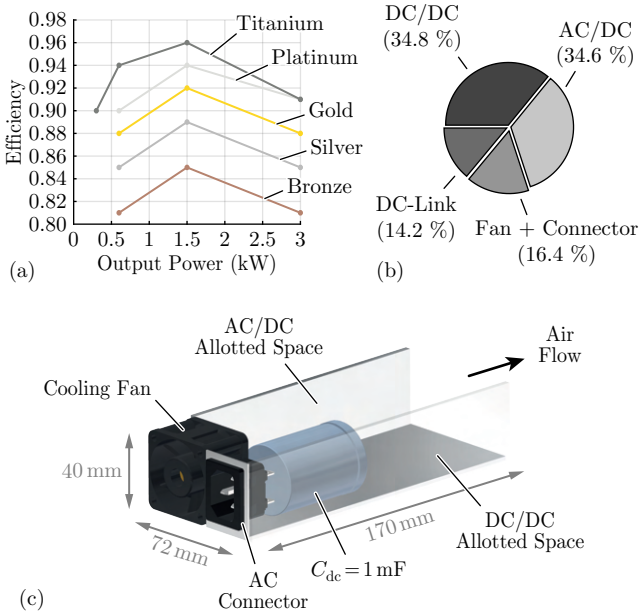 0.98
0.96
0.94
0.92
0.90
0.88
0.86
0.84
0.82
0.80
Efficiency
0
0.5
1
1.5
2
2.5
3
Output Power (kW)
Titanium
Platinum
Gold
Silver
Bronze
(a)
DC/DC
(34.8 %)
AC/DC
(34.6 %)
DC-Link
(14.2 %)
Fan + Connector
(16.4 %)
(b)
AC/DC
Allotted Space
Air
Flow
Cooling Fan
40 mm
72 mm
170 mm
DC/DC
Allotted Space
Cdc = 1 mF
AC
Connector
(c)